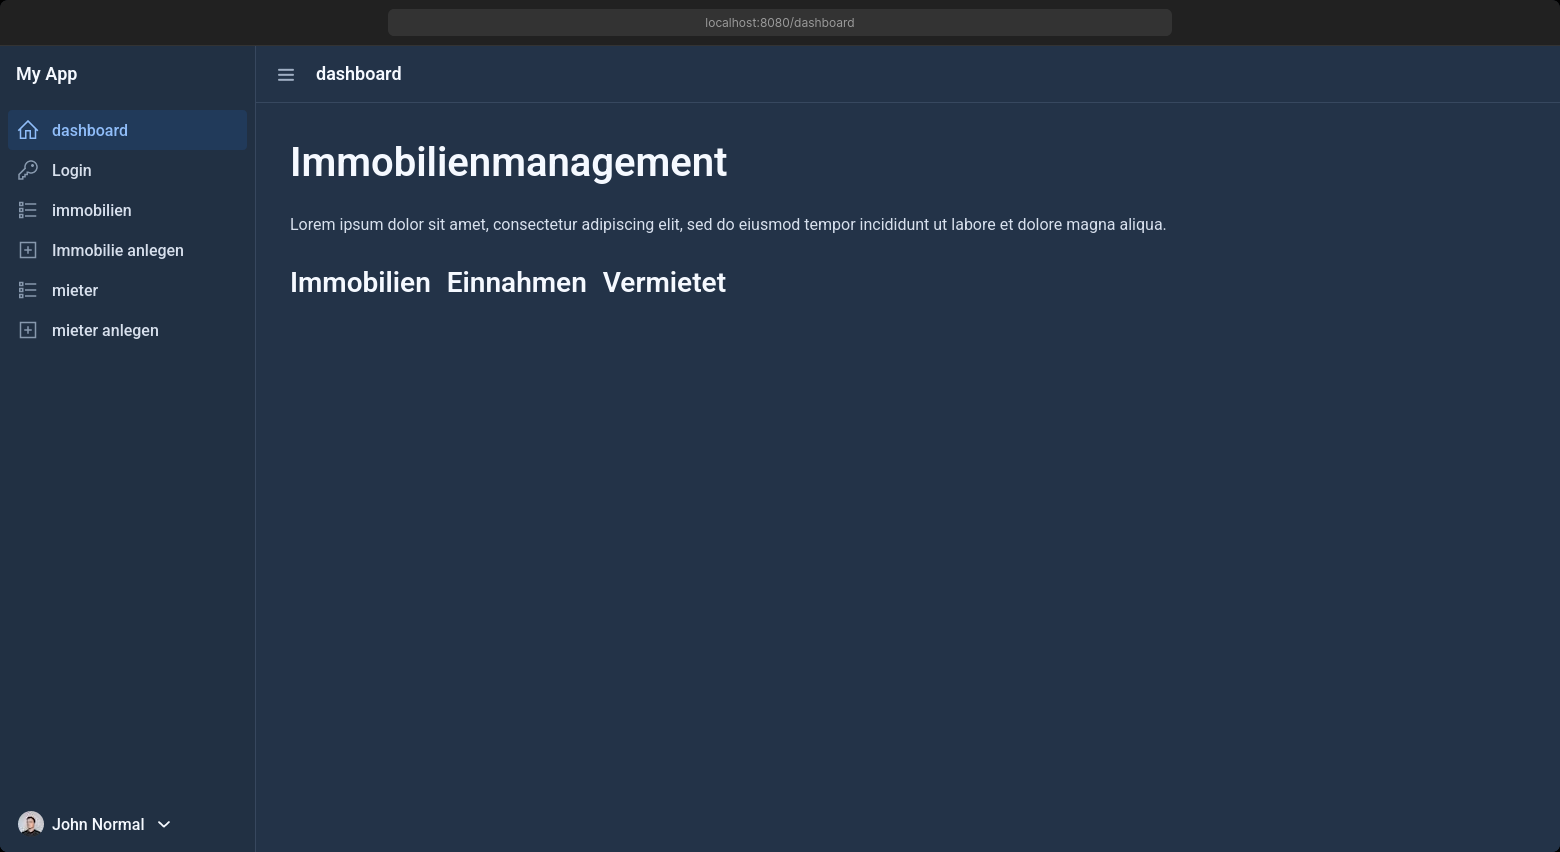 localhost:8080/dashboard
My App
dashboard
dashboard
Login
immobilien
Immobilie anlegen
mieter
mieter anlegen
Immobilienmanagement
Lorem ipsum dolor sit amet, consectetur adipiscing elit, sed do eiusmod tempor incididunt ut labore et dolore magna aliqua.
Immobilien Einnahmen Vermietet
John Normal